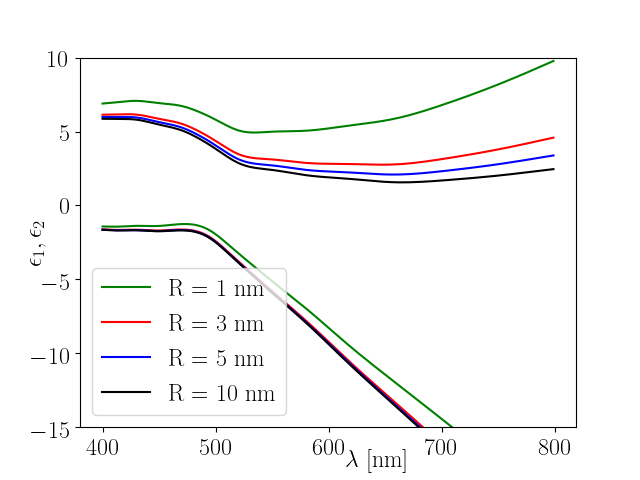 10
5
0
−5
−10
−15
ϵ₁, ϵ₂
R = 1 nm
R = 3 nm
R = 5 nm
R = 10 nm
400 500 600 700 800
λ [nm]